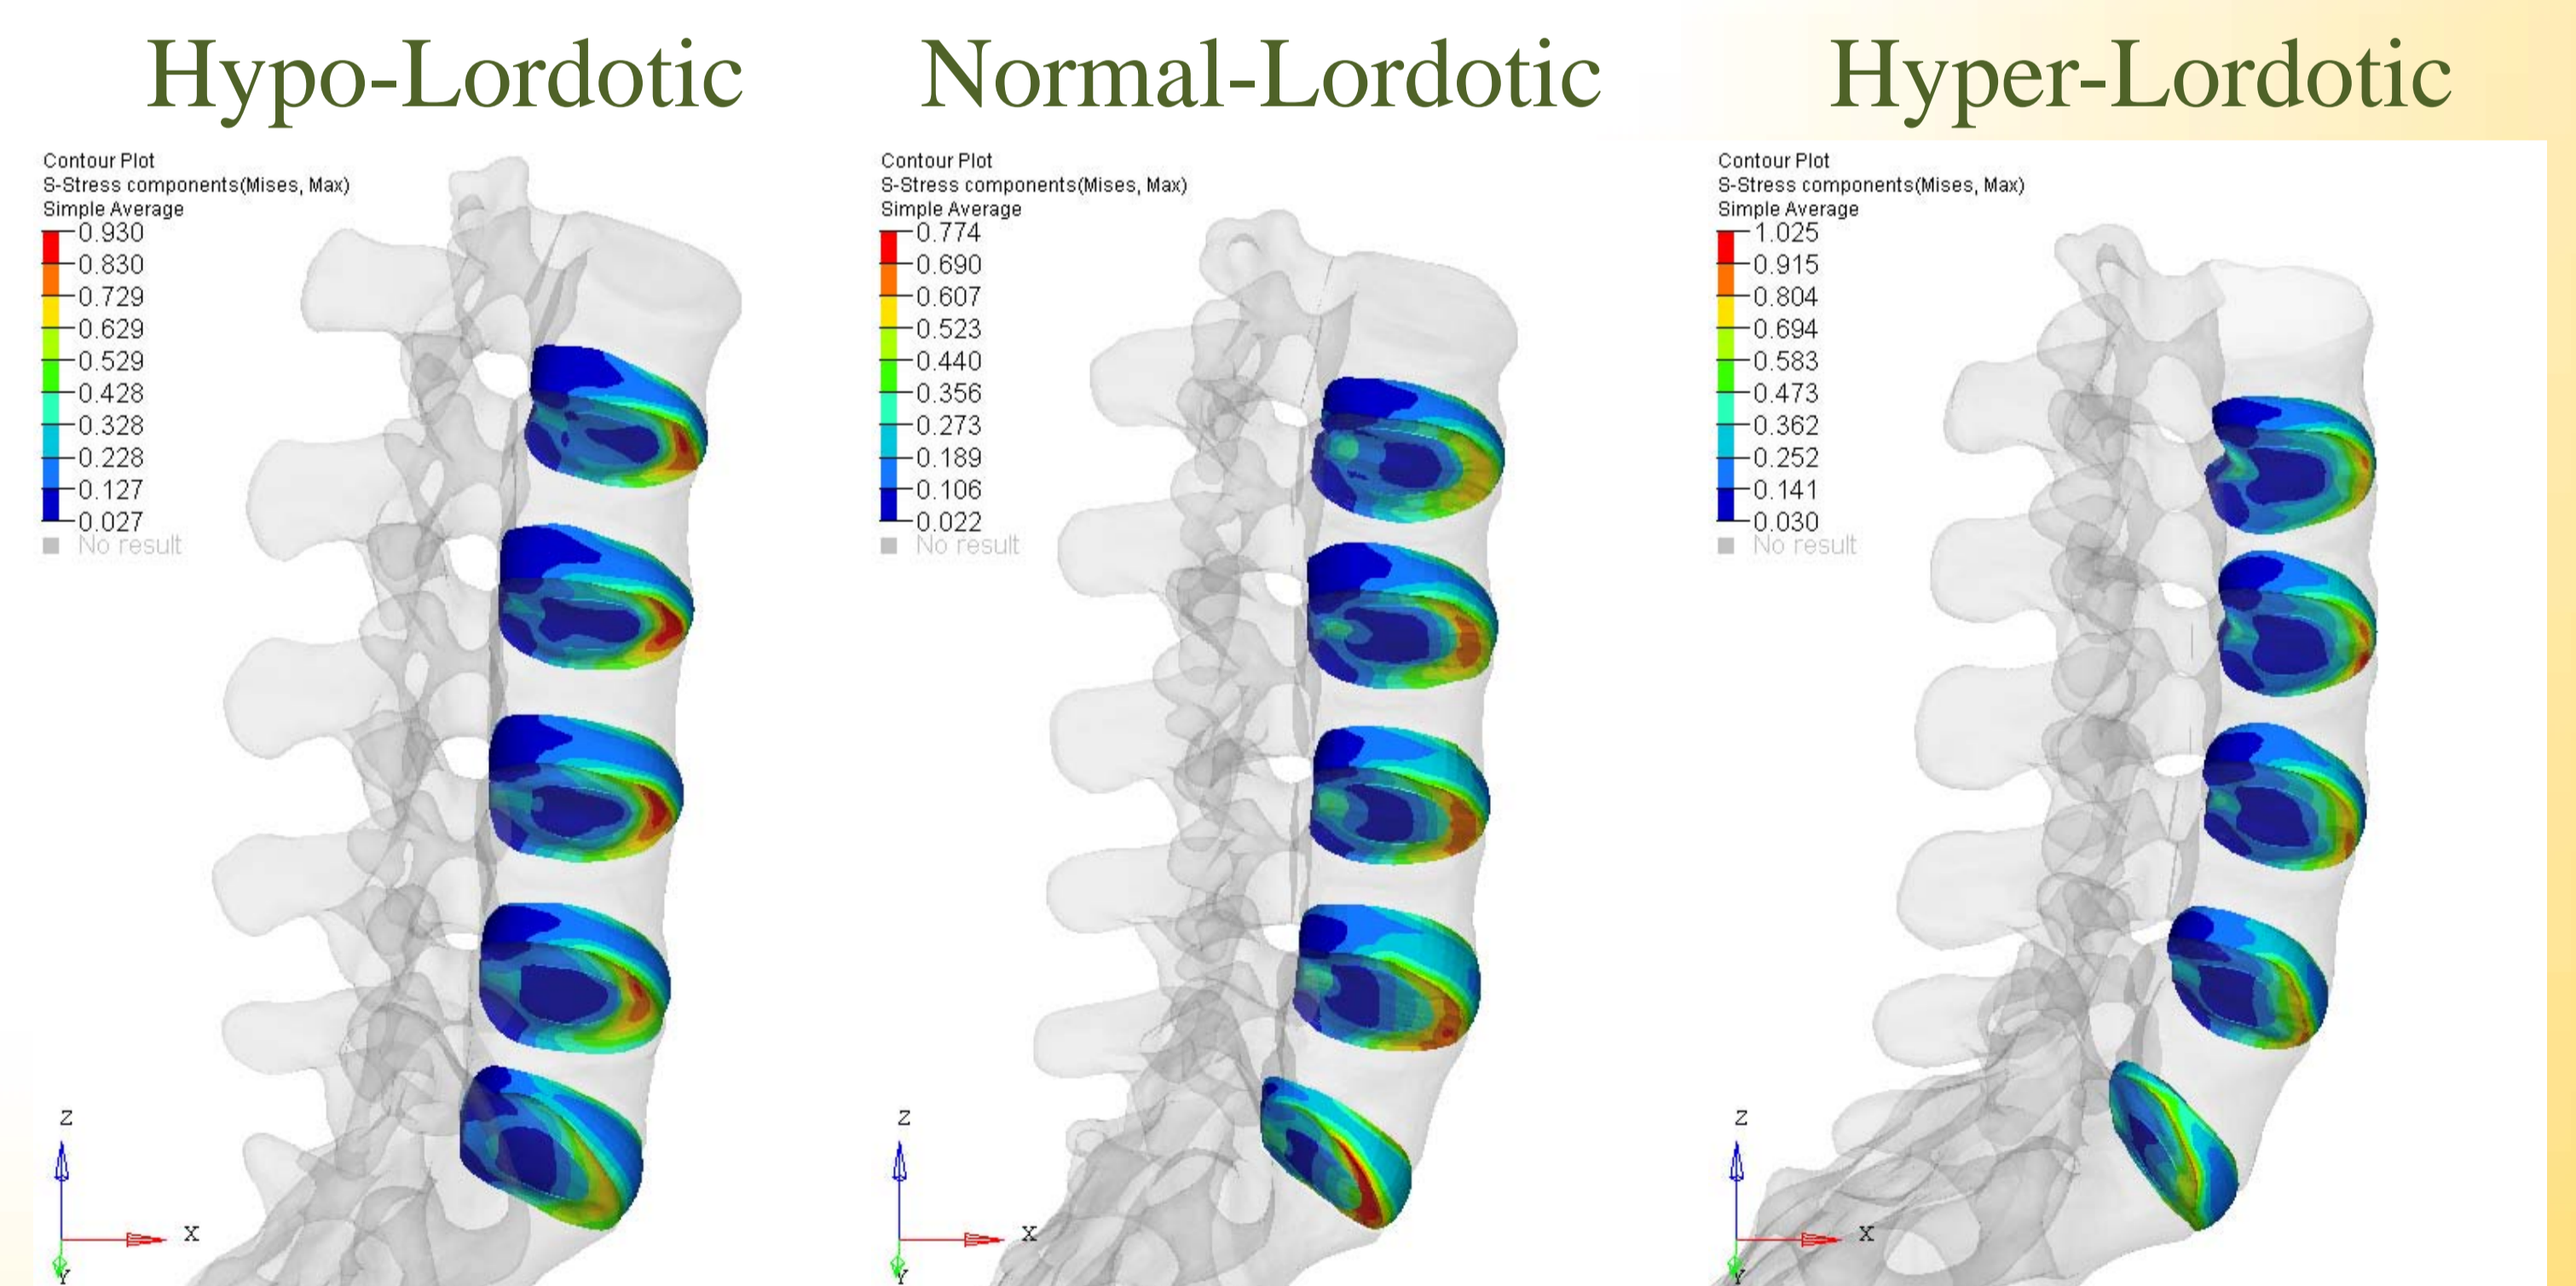 Hypo-Lordotic
Normal-Lordotic
Hyper-Lordotic
Contour Plot
S-Stress components(Mises, Max)
Simple Average
0.930
0.830
0.729
0.629
0.529
0.428
0.328
0.228
0.127
0.027
No result
Z
X
Y
Contour Plot
S-Stress components(Mises, Max)
Simple Average
0.774
0.690
0.607
0.523
0.440
0.356
0.273
0.189
0.106
0.022
No result
Z
X
Y
Contour Plot
S-Stress components(Mises, Max)
Simple Average
1.025
0.915
0.804
0.694
0.583
0.473
0.362
0.252
0.141
0.030
No result
Z
X
Y